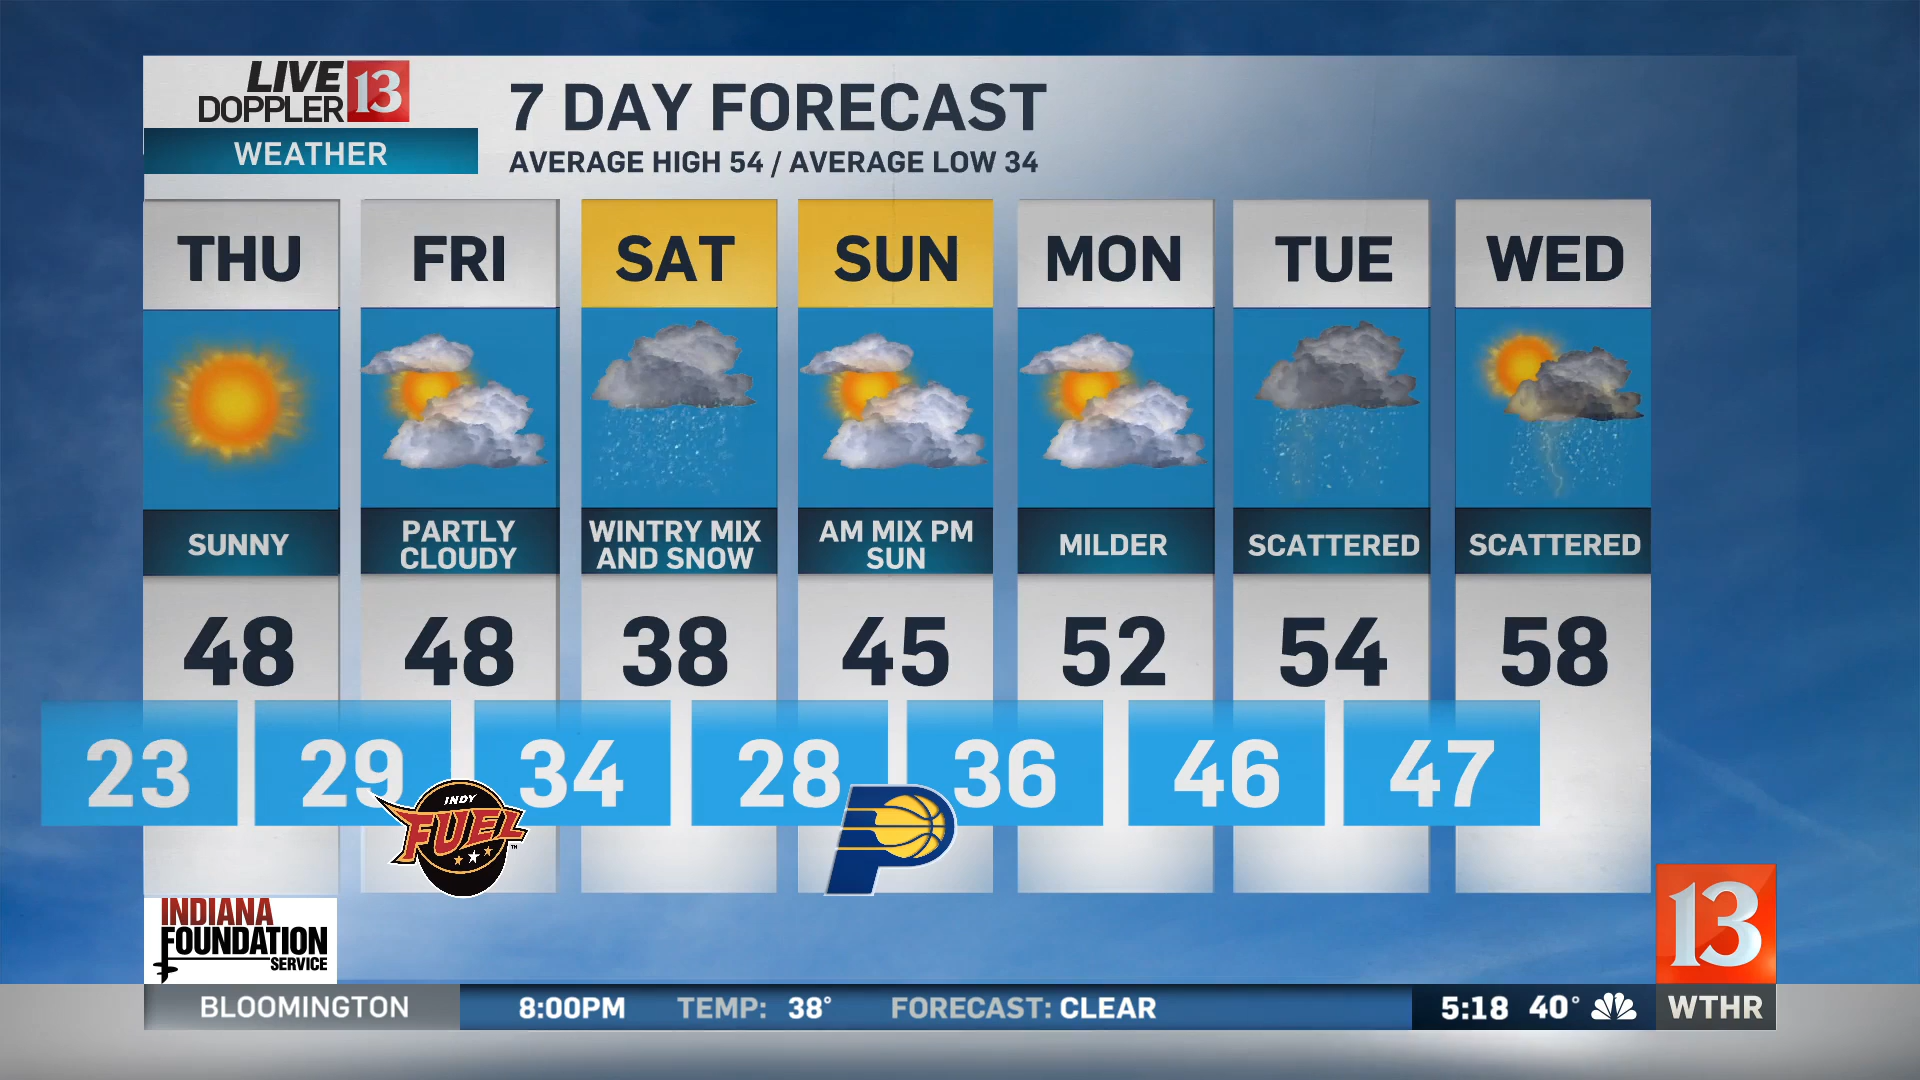 LIVE
DOPPLER 13
WEATHER
7 DAY FORECAST
AVERAGE HIGH 54 / AVERAGE LOW 34
THU FRI SAT SUN MON TUE WED
SUNNY
PARTLY
CLOUDY
WINTRY MIX
AND SNOW
AM MIX PM
SUN
MILDER
SCATTERED
SCATTERED
48 48 38 45 52 54 58
23 29 34 28 36 46 47
INDY
FUEL
TM
P
INDIANA
FOUNDATION
SERVICE
13
BLOOMINGTON 8:00PM TEMP: 38° FORECAST: CLEAR 5:18 40° WTHR